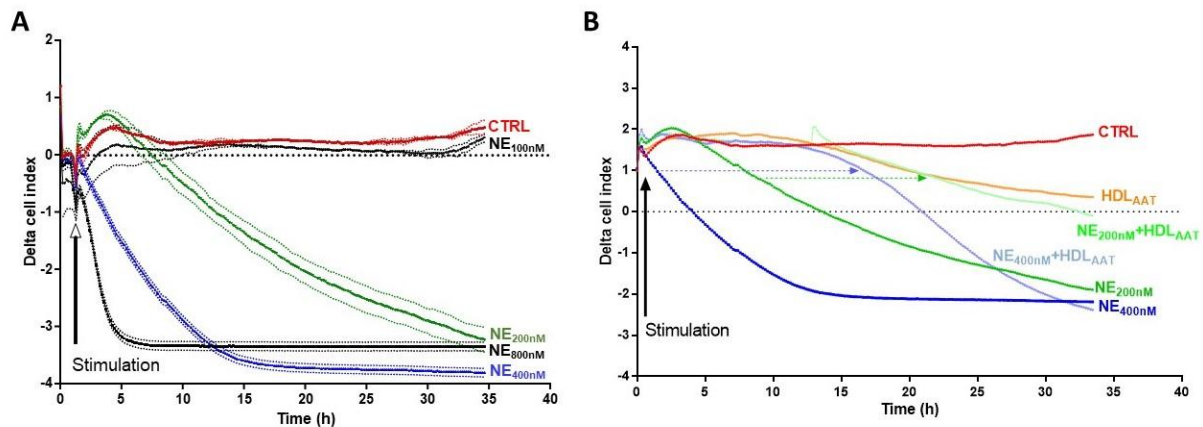 A
2
1
0
-1
-2
-3
-4
Delta cell index
0 5 10 15 20 25 30 35 40
Time (h)
Stimulation
CTRL
NE100nM
NE200nM
NE800nM
NE400nM
B
4
3
2
1
0
-1
-2
-3
-4
Delta cell index
0 5 10 15 20 25 30 35 40
Time (h)
Stimulation
CTRL
HDLAAT
NE200nM+HDLAAT
NE400nM+HDLAAT
NE200nM
NE400nM